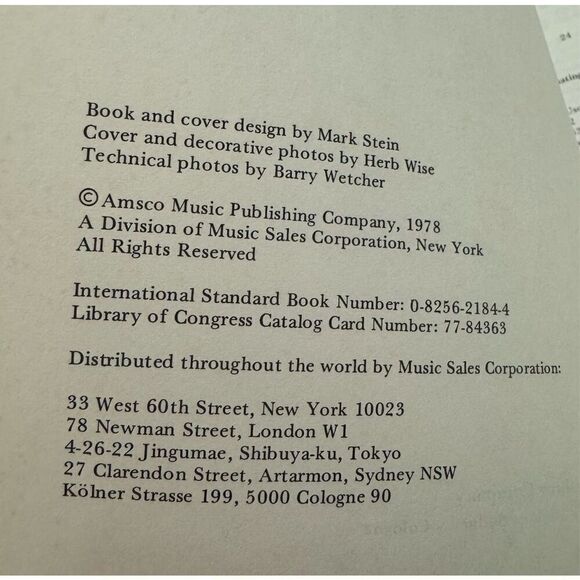 Book and cover design by Mark Stein
Cover and decorative photos by Herb Wise
Technical photos by Barry Wetcher
© Amsco Music Publishing Company, 1978
A Division of Music Sales Corporation, New York
All Rights Reserved
International Standard Book Number: 0-8256-2184-4
Library of Congress Catalog Card Number: 77-84363
Distributed throughout the world by Music Sales Corporation:
33 West 60th Street, New York 10023
78 Newman Street, London W1
4-26-22 Jingumae, Shibuya-ku, Tokyo
27 Clarendon Street, Artarmon, Sydney NSW
Kölner Strasse 199, 5000 Cologne 90
24